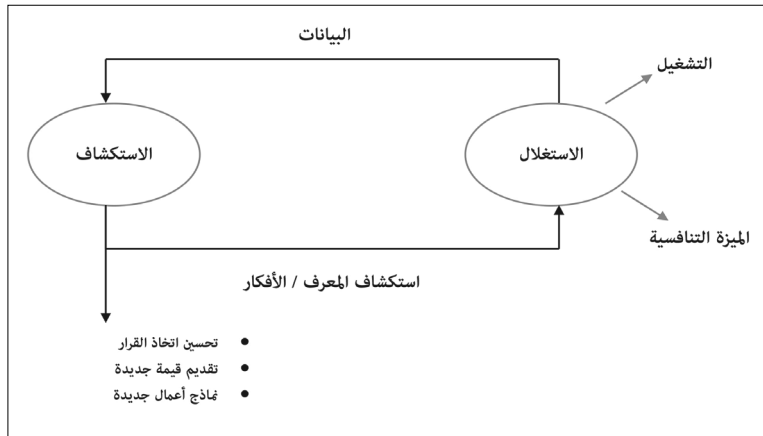 البيانات
التشغيل
الاستكشاف
الاستغلال
الميزة التنافسية
استكشاف المعرف / الأفكار
● تحسين اتخاذ القرار
● تقديم قيمة جديدة
● نماذج أعمال جديدة